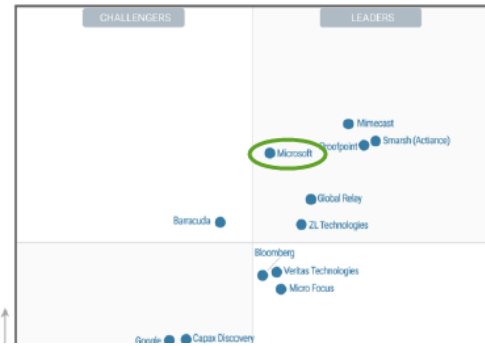 CHALLENGERS
LEADERS
Mimecast
Proofpoint
Smarsh (Actiance)
Microsoft
Global Relay
Barracuda
ZL Technologies
Bloomberg
Veritas Technologies
Micro Focus
Google
Capax Discovery